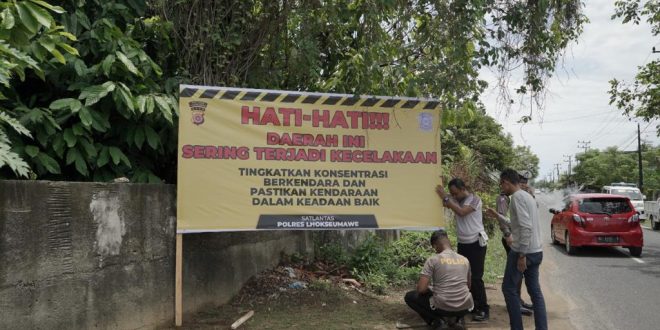 HATI-HATI!!!
DAERAH INI
SERING TERJADI KECELAKAAN
TINGKATKAN KONSENTRASI
BERKENDARA DAN
PASTIKAN KENDARAAN
DALAM KEADAAN BAIK
SATLANTAS
POLRES LHOKSEUMAWE
POLISI